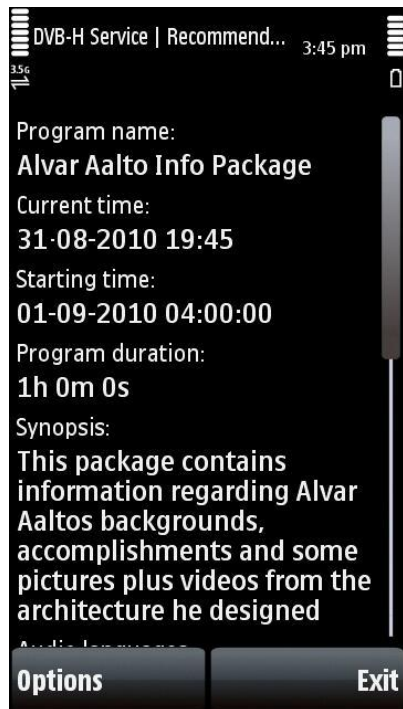 DVB-H Service | Recommend...
3:45 pm
3.5G
Program name:
Alvar Aalto Info Package
Current time:
31-08-2010 19:45
Starting time:
01-09-2010 04:00:00
Program duration:
1h 0m 0s
Synopsis:
This package contains
information regarding Alvar
Aaltos backgrounds,
accomplishments and some
pictures plus videos from the
architecture he designed
Audio languages
Options
Exit